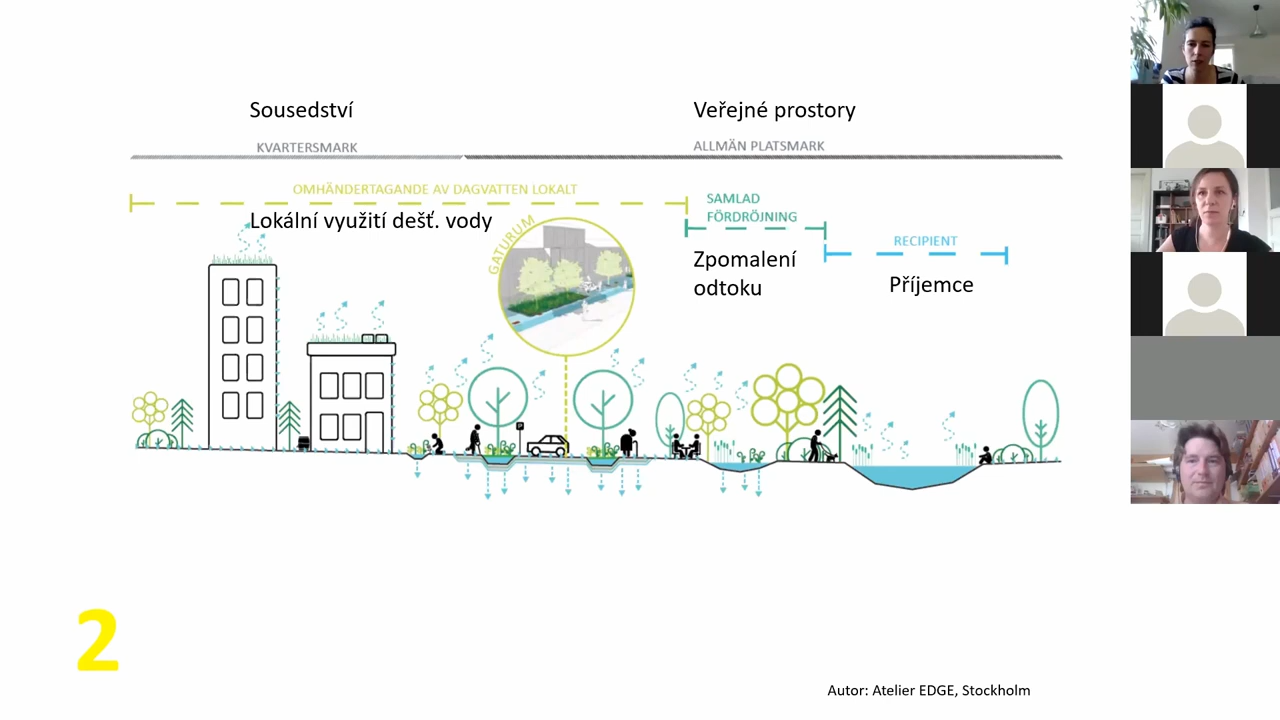 Sousedství
Veřejné prostory
KVARTERSMARK
ALLMÄN PLATSMARK
OMHÄNDERTAGANDE AV DAGVATTEN LOKALT
SAMLAD
FÖRDRÖJNING
Lokální využití dešť. vody
GATURUM
RECIPIENT
Zpomalení
odtoku
Příjemce
P
2
Autor: Atelier EDGE, Stockholm